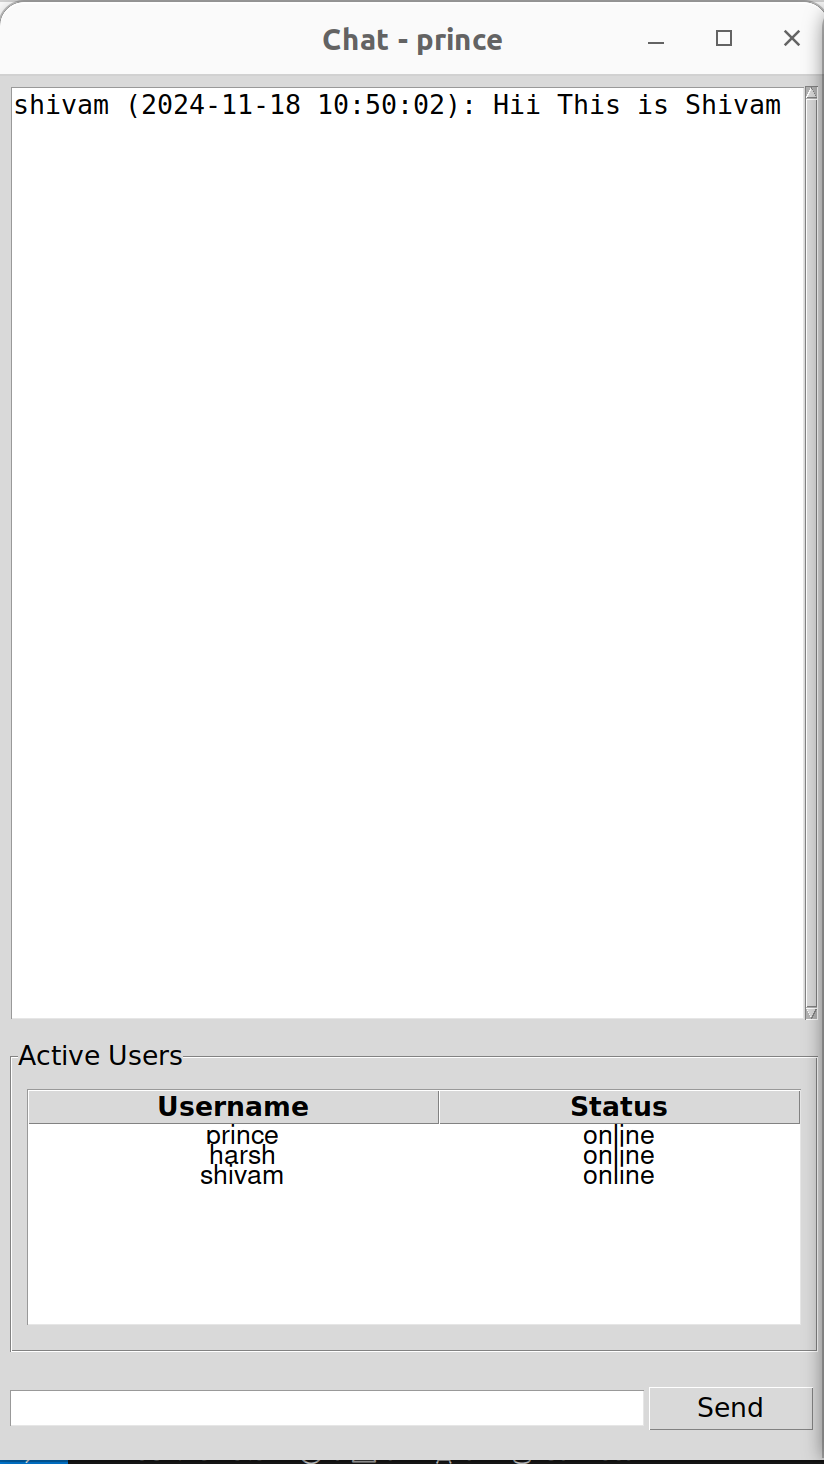 Chat - prince
shivam (2024-11-18 10:50:02): Hii This is Shivam
Active Users
Username Status
prince online
harsh online
shivam online
Send